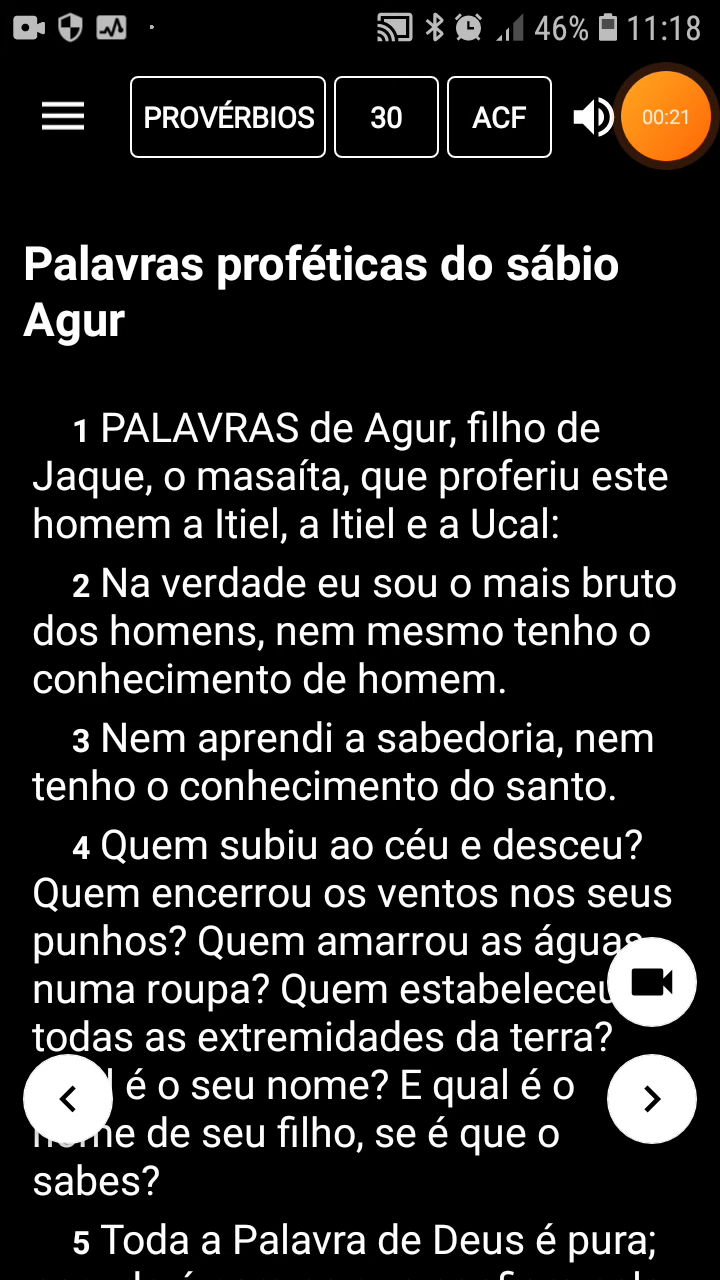 46% 11:18
PROVÉRBIOS 30 ACF 00:21
Palavras proféticas do sábio
Agur
1 PALAVRAS de Agur, filho de
Jaque, o masaíta, que proferiu este
homem a Itiel, a Itiel e a Ucal:
2 Na verdade eu sou o mais bruto
dos homens, nem mesmo tenho o
conhecimento de homem.
3 Nem aprendi a sabedoria, nem
tenho o conhecimento do santo.
4 Quem subiu ao céu e desceu?
Quem encerrou os ventos nos seus
punhos? Quem amarrou as águas
numa roupa? Quem estabeleceu
todas as extremidades da terra?
é o seu nome? E qual é o
nome de seu filho, se é que o
sabes?
5 Toda a Palavra de Deus é pura;